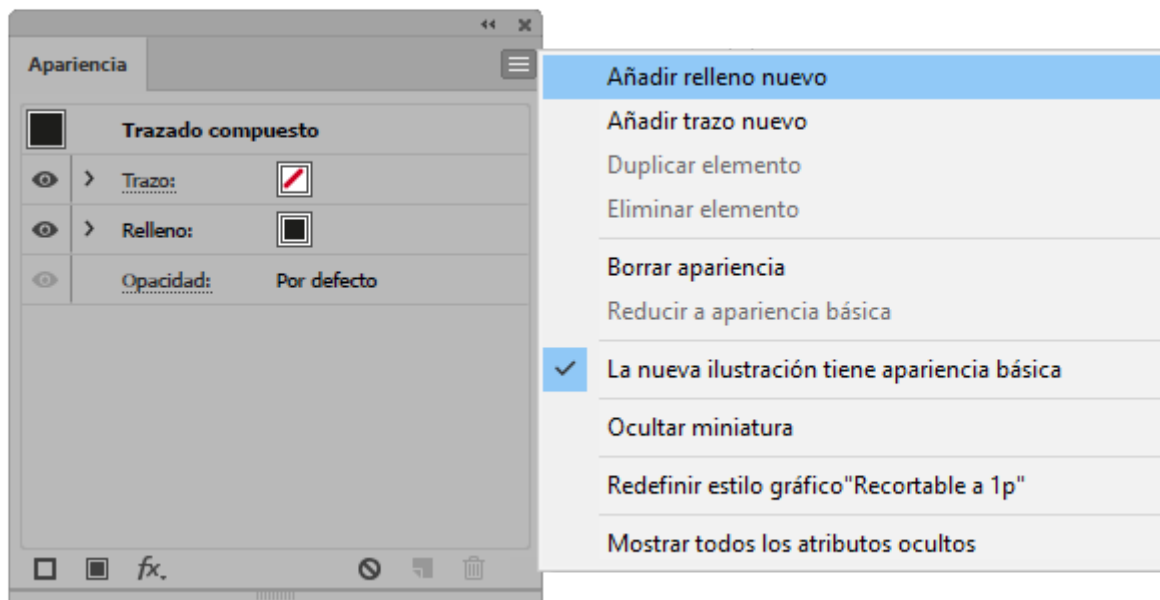 Apariencia
Trazado compuesto
Trazo:
Relleno:
Opacidad: Por defecto
fx.
Añadir relleno nuevo
Añadir trazo nuevo
Duplicar elemento
Eliminar elemento
Borrar apariencia
Reducir a apariencia básica
La nueva ilustración tiene apariencia básica
Ocultar miniatura
Redefinir estilo gráfico"Recortable a 1p"
Mostrar todos los atributos ocultos